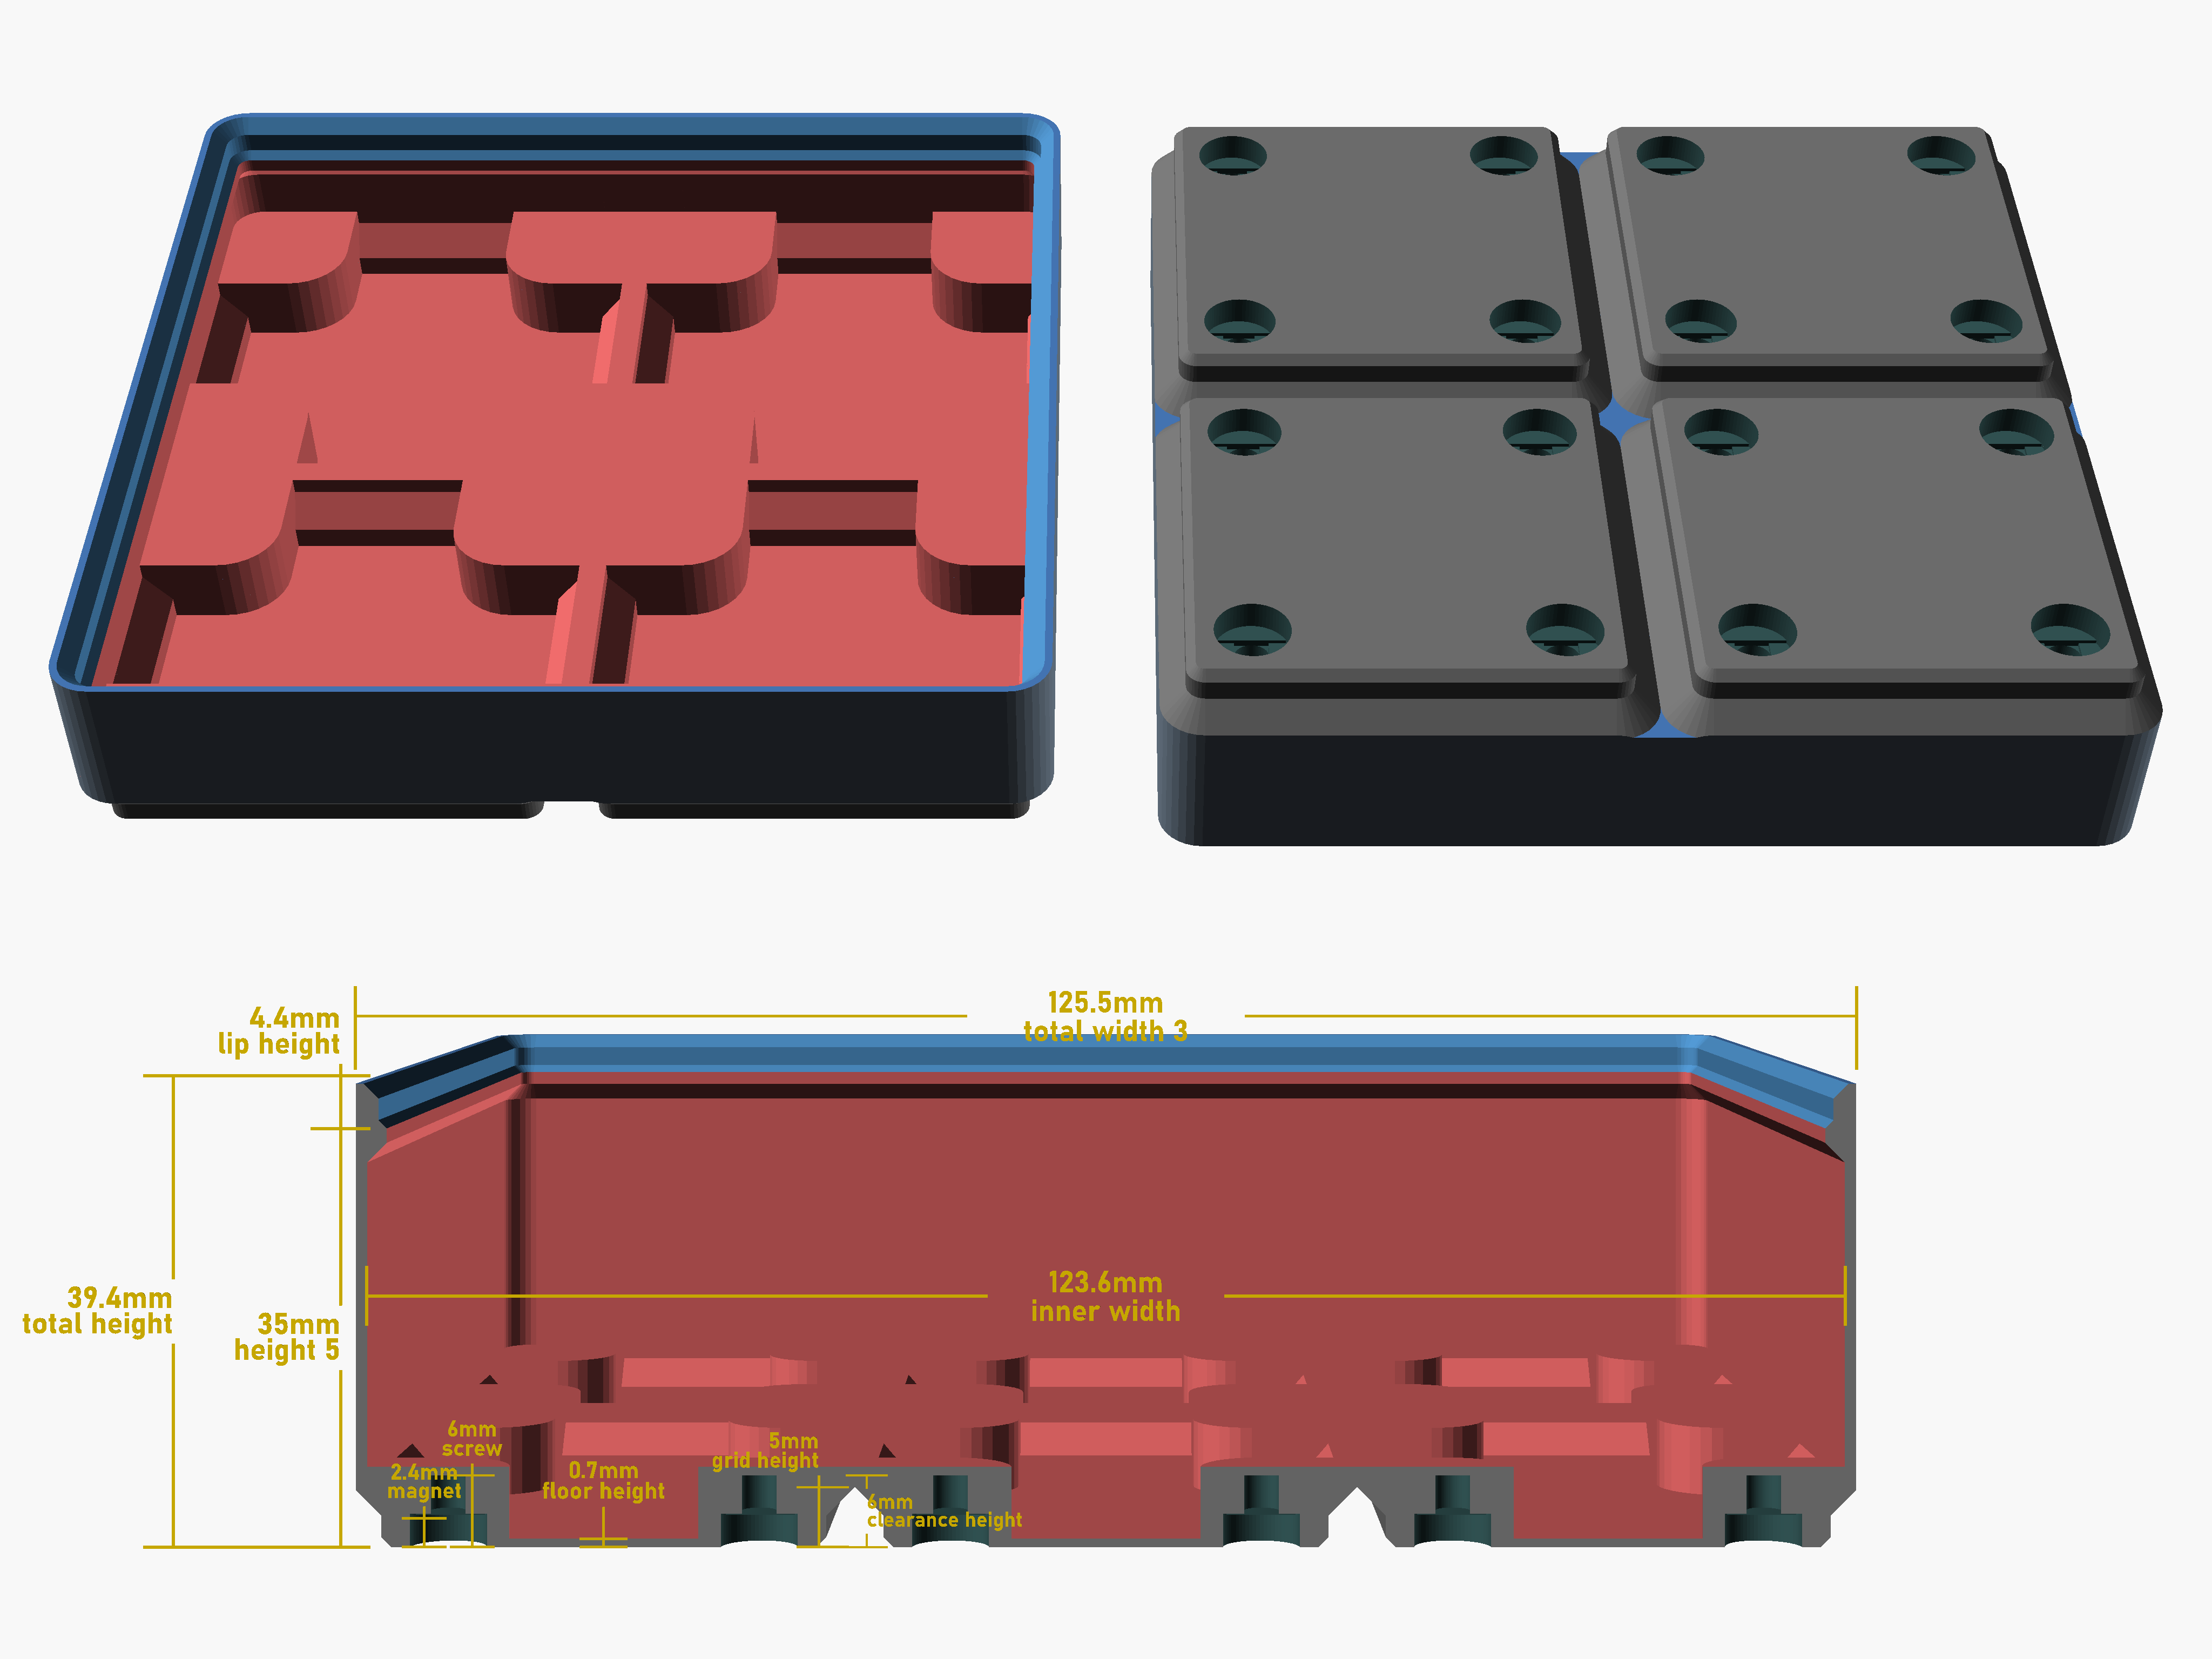 125.5mm
total width 3
4.4mm
lip height
123.6mm
inner width
39.4mm
total height
35mm
height 5
6mm
screw
2.4mm
magnet
0.7mm
floor height
5mm
grid height
6mm
clearance height